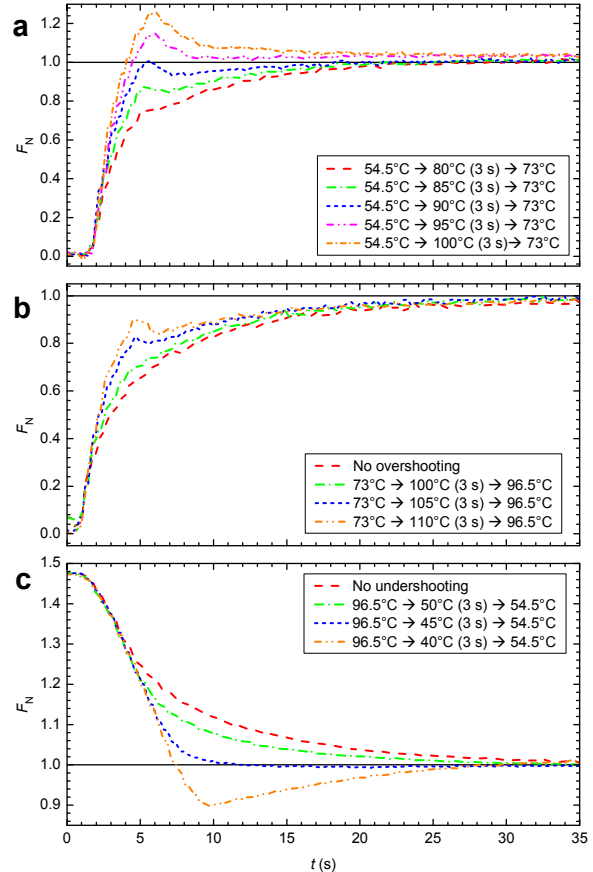 a
1.2
1.0
0.8
0.6
0.4
0.2
0.0
F_N
54.5°C → 80°C (3 s) → 73°C
54.5°C → 85°C (3 s) → 73°C
54.5°C → 90°C (3 s) → 73°C
54.5°C → 95°C (3 s) → 73°C
54.5°C → 100°C (3 s)→ 73°C
b
1.0
0.8
0.6
0.4
0.2
0.0
F_N
No overshooting
73°C → 100°C (3 s) → 96.5°C
73°C → 105°C (3 s) → 96.5°C
73°C → 110°C (3 s) → 96.5°C
c
1.5
1.4
1.3
1.2
1.1
1.0
0.9
F_N
No undershooting
96.5°C → 50°C (3 s) → 54.5°C
96.5°C → 45°C (3 s) → 54.5°C
96.5°C → 40°C (3 s) → 54.5°C
0 5 10 15 20 25 30 35
t (s)